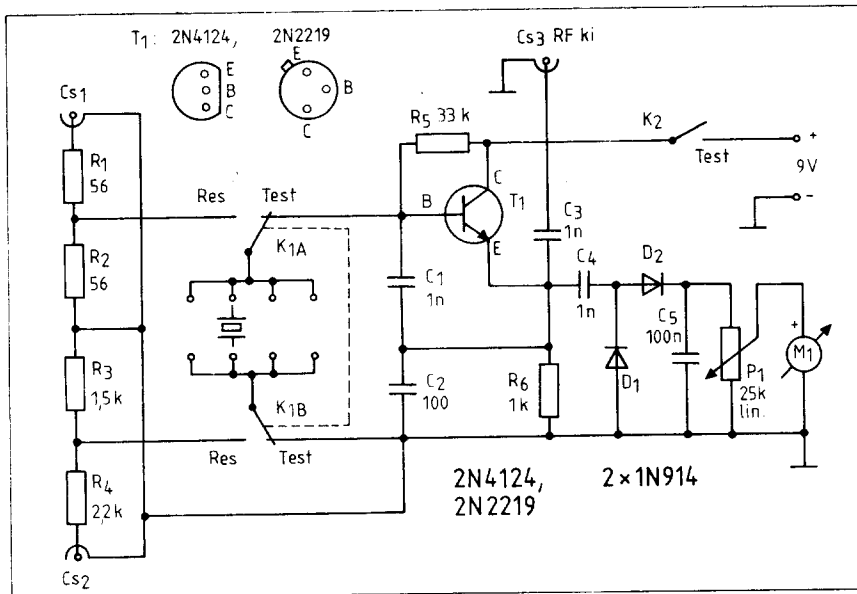 T1: 2N4124, 2N2219
E
B
C
E
B
C
Cs3 RF ki
Cs1
R5 33 k
K2
Test
+
9V
-
R1
56
Res Test
B
C
T1
E
C3
1n
K1A
R2
56
C1
1n
C4
1n
D2
C5
100n
+
M1
P1
25k
lin.
R3
1,5k
C2
100
R6
1k
D1
K1B
Res Test
R4
2,2k
2N4124,
2N2219
2×1N914
Cs2